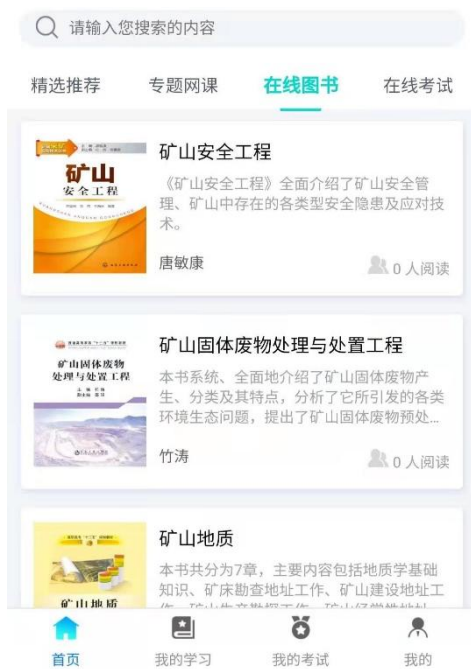 请输入您搜索的内容
精选推荐 专题网课 在线图书 在线考试
矿山安全工程
矿山
安全工程
《矿山安全工程》全面介绍了矿山安全管
理、矿山中存在的各类型安全隐患及应对技
术。
唐敏康
0 人阅读
矿山固体废物处理与处置工程
矿山固体废物
处理与处置工程
本书系统、全面地介绍了矿山固体废物产
生、分类及其特点，分析了它所引发的各类
环境生态问题，提出了矿山固体废物预处...
竹涛
0 人阅读
矿山地质
矿山地质
本书共分为7章，主要内容包括地质学基础
知识、矿床勘查地址工作、矿山建设地址工
首页 我的学习 我的考试 我的